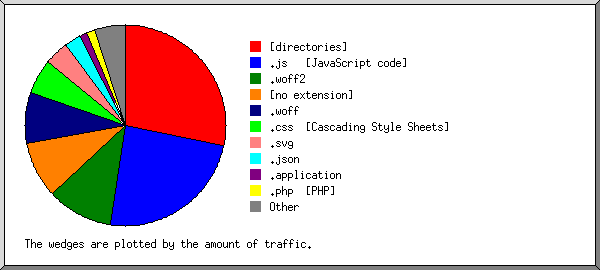 [directories]
.js [JavaScript code]
.woff2
[no extension]
.woff
.css [Cascading Style Sheets]
.svg
.json
.application
.php [PHP]
Other
The wedges are plotted by the amount of traffic.